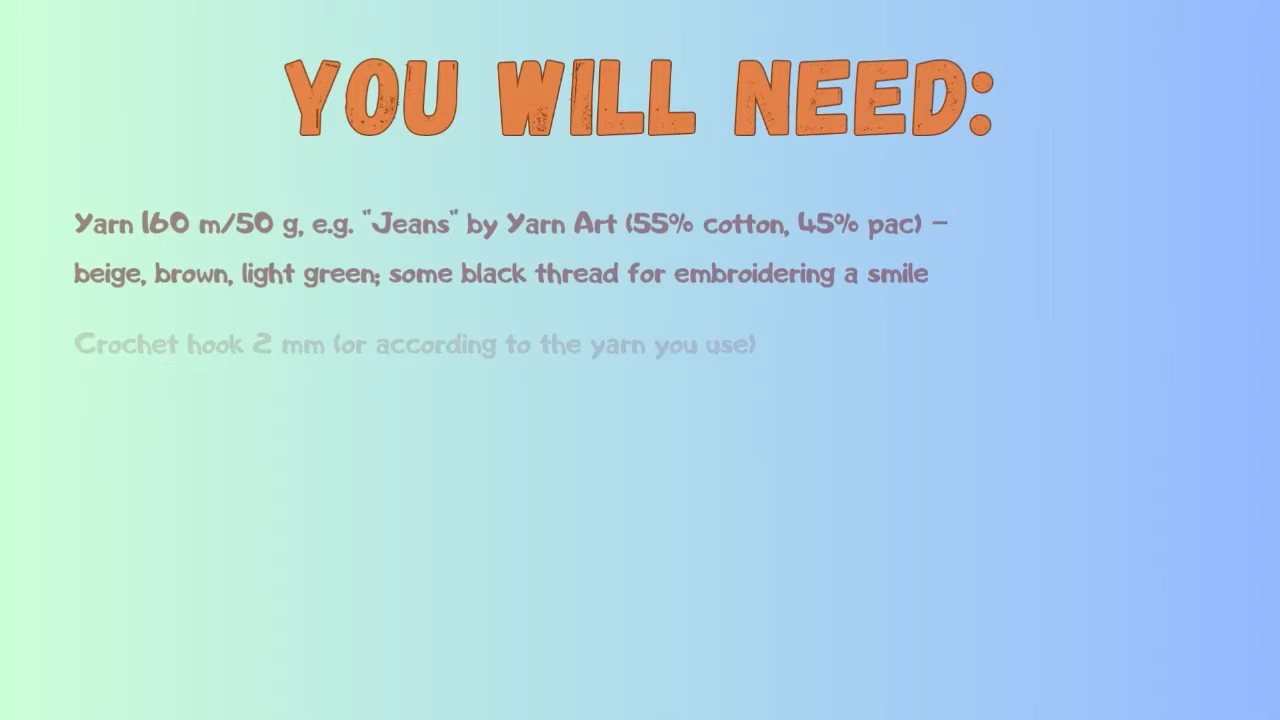 YOU WILL NEED:
Yarn 160 m/50 g, e.g. "Jeans" by Yarn Art (55% cotton, 45% pac) –
beige, brown, light green; some black thread for embroidering a smile
Crochet hook 2 mm (or according to the yarn you use)